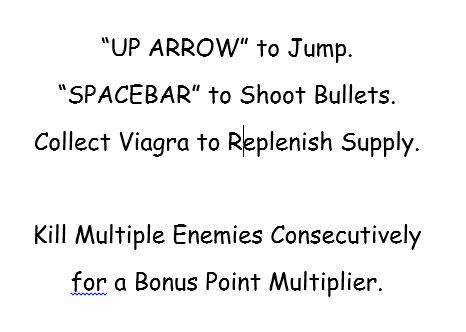 “UP ARROW” to Jump.
“SPACEBAR” to Shoot Bullets.
Collect Viagra to Replenish Supply.
Kill Multiple Enemies Consecutively
for a Bonus Point Multiplier.